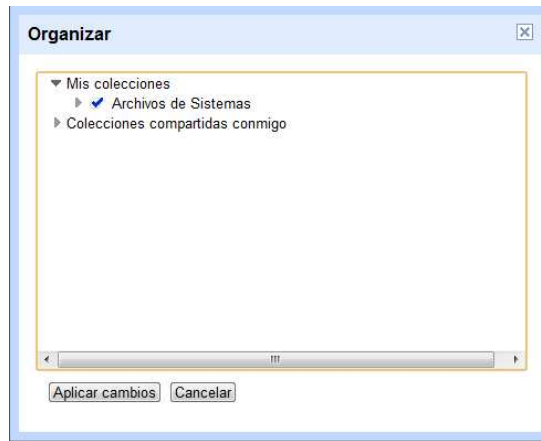 Organizar
Mis colecciones
Archivos de Sistemas
Colecciones compartidas conmigo
Aplicar cambios Cancelar